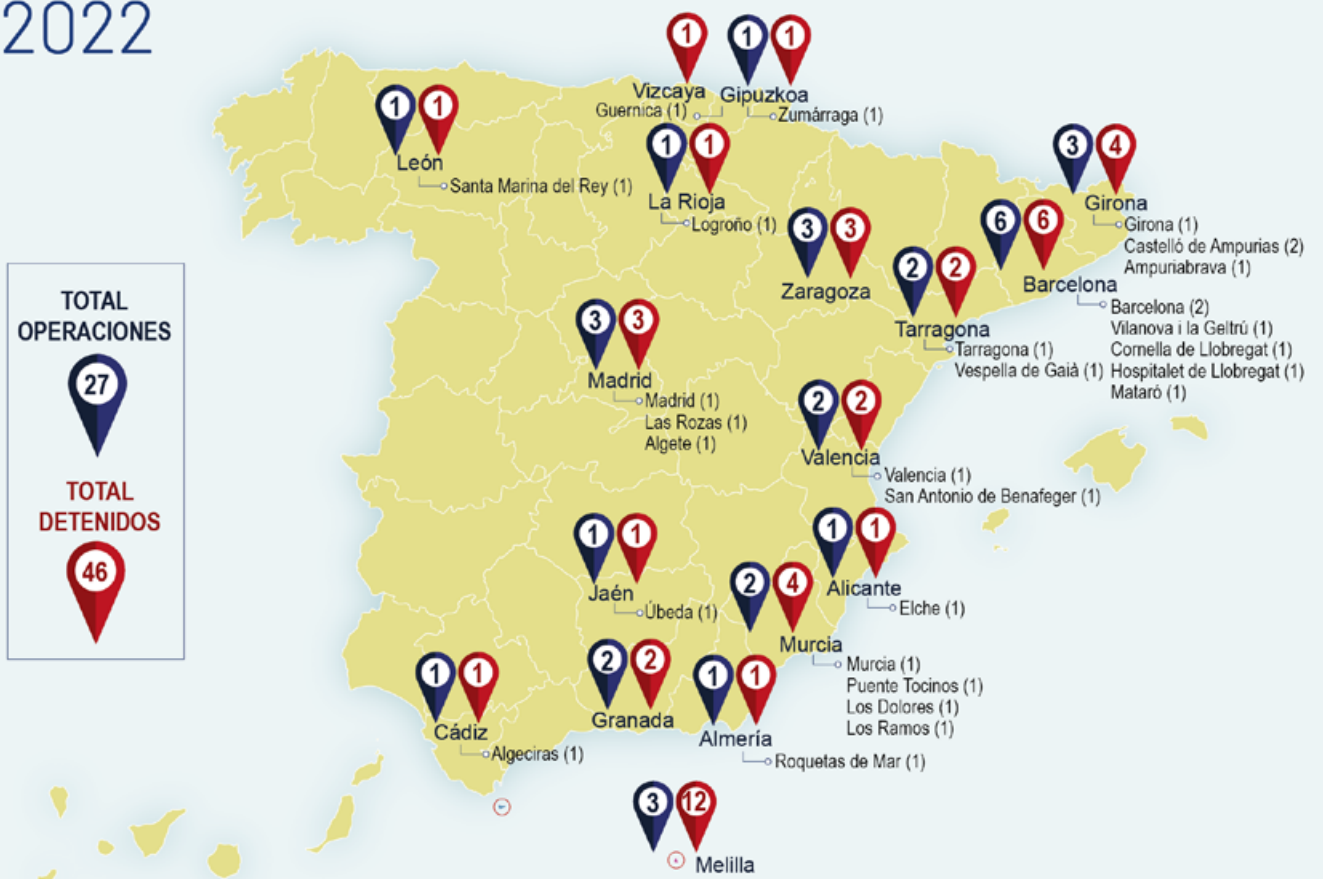 2022
TOTAL
OPERACIONES
27
TOTAL
DETENIDOS
46
1
Vizcaya
Guernica (1)
1 1
Gipuzkoa
Zumárraga (1)
1 1
León
Santa Marina del Rey (1)
1 1
La Rioja
Logroño (1)
3 4
Girona
Girona (1)
Castelló de Ampurias (2)
Ampuriabrava (1)
3 3
Zaragoza
6 6
Barcelona
Barcelona (2)
Vilanova i la Geltrú (1)
Cornella de Llobregat (1)
Hospitalet de Llobregat (1)
Mataró (1)
2 2
Tarragona
Tarragona (1)
Vespella de Gaià (1)
3 3
Madrid
Madrid (1)
Las Rozas (1)
Algete (1)
2 2
Valencia
Valencia (1)
San Antonio de Benafeger (1)
1 1
Jaén
Úbeda (1)
1 1
Alicante
Elche (1)
2 4
Murcia
Murcia (1)
Puente Tocinos (1)
Los Dolores (1)
Los Ramos (1)
1 1
Cádiz
Algeciras (1)
2 2
Granada
1 1
Almería
Roquetas de Mar (1)
3 12
Melilla